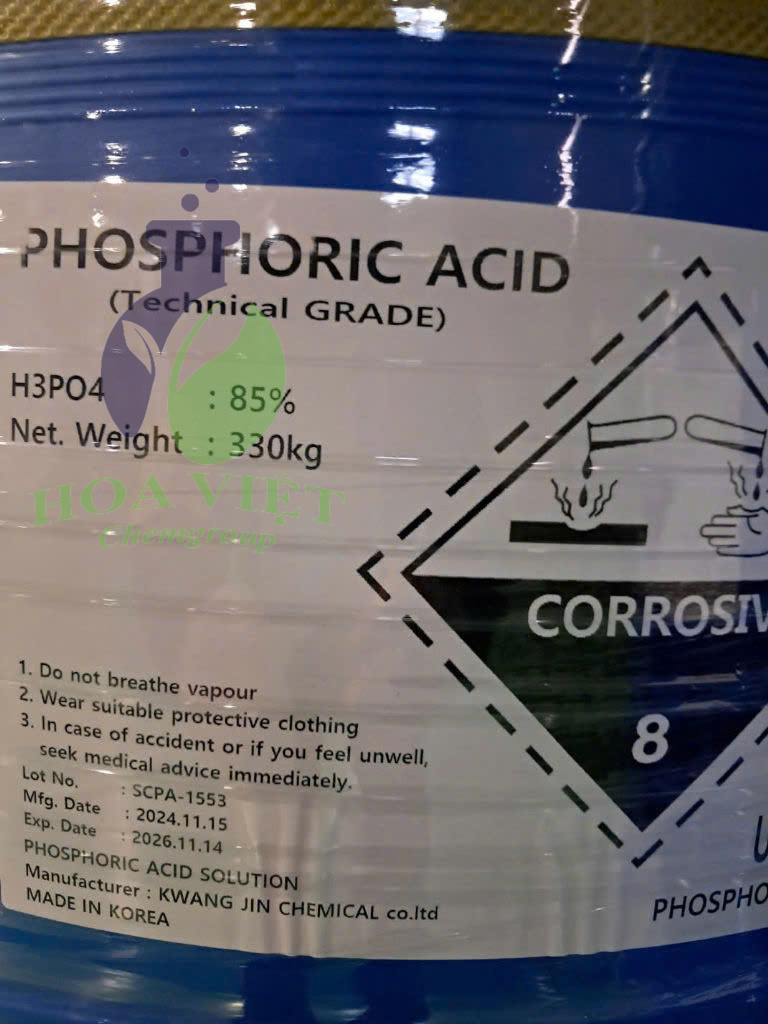 PHOSPHORIC ACID
(Technical GRADE)
H3PO4 : 85%
Net. Weight : 330kg
HOA VIỆT
Chemgroup
CORROSIV
8
1. Do not breathe vapour
2. Wear suitable protective clothing
3. In case of accident or if you feel unwell,
seek medical advice immediately.
Lot No. : SCPA-1553
Mfg. Date : 2024.11.15
Exp. Date : 2026.11.14
PHOSPHORIC ACID SOLUTION
Manufacturer : KWANG JIN CHEMICAL co.ltd
MADE IN KOREA
PHOSPHO